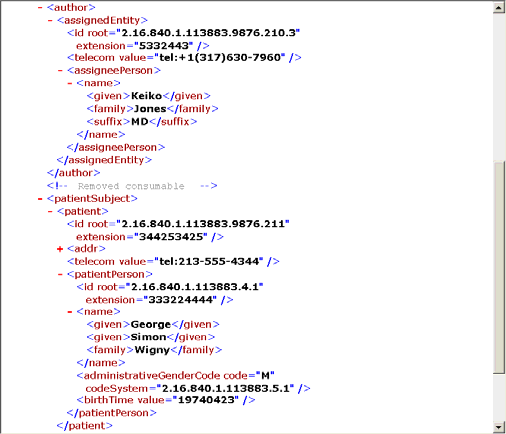 - <author>
- <assignedEntity>
<id root="2.16.840.1.113883.9876.210.3"
extension="5332443" />
<telecom value="tel:+1(317)630-7960" />
- <assigneePerson>
- <name>
<given>Keiko</given>
<family>Jones</family>
<suffix>MD</suffix>
</name>
</assigneePerson>
</assignedEntity>
</author>
<!-- Removed consumable -->
- <patientSubject>
- <patient>
<id root="2.16.840.1.113883.9876.211"
extension="344253425" />
+ <addr>
<telecom value="tel:213-555-4344" />
- <patientPerson>
<id root="2.16.840.1.113883.4.1"
extension="333224444" />
- <name>
<given>George</given>
<given>Simon</given>
<family>Wigny</family>
</name>
<administrativeGenderCode code="M"
codeSystem="2.16.840.1.113883.5.1" />
<birthTime value="19740423" />
</patientPerson>
</patient>